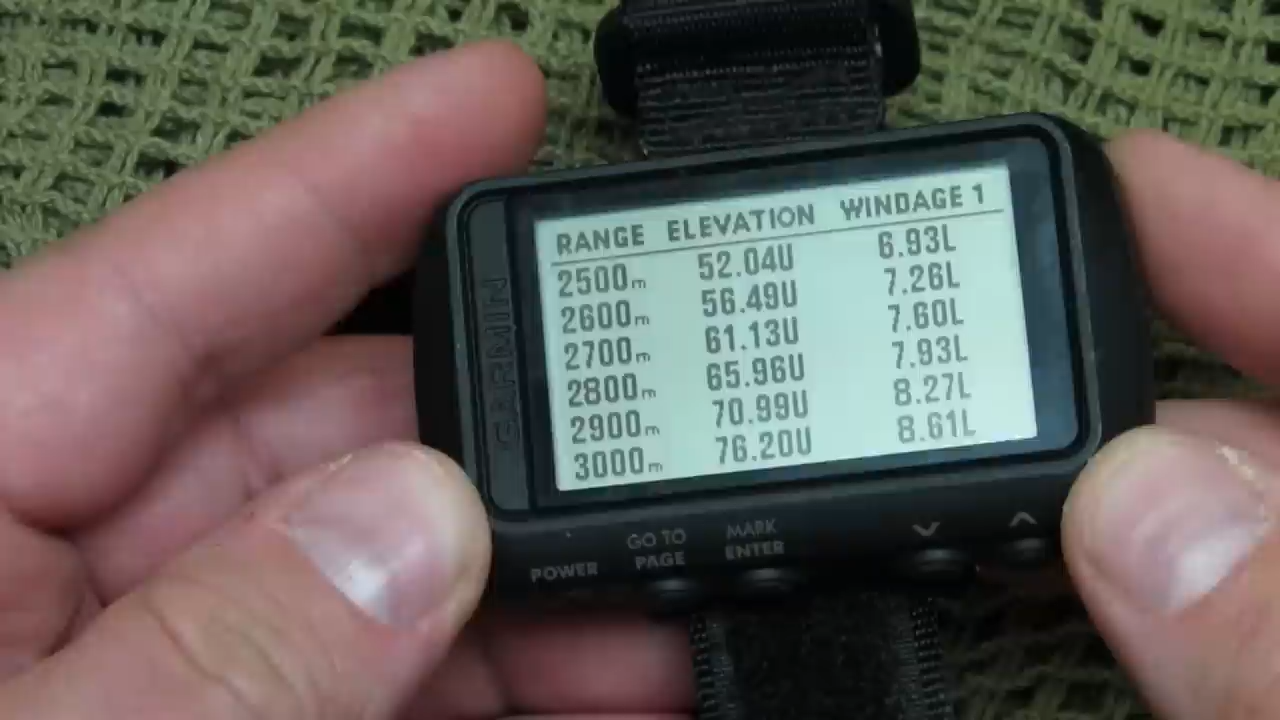 RANGE ELEVATION WINDAGE 1
2500m 52.04U 6.93L
2600m 56.49U 7.26L
2700m 61.13U 7.60L
2800m 65.96U 7.93L
2900m 70.99U 8.27L
3000m 76.20U 8.61L
GARMIN
POWER
GO TO
PAGE
MARK
ENTER